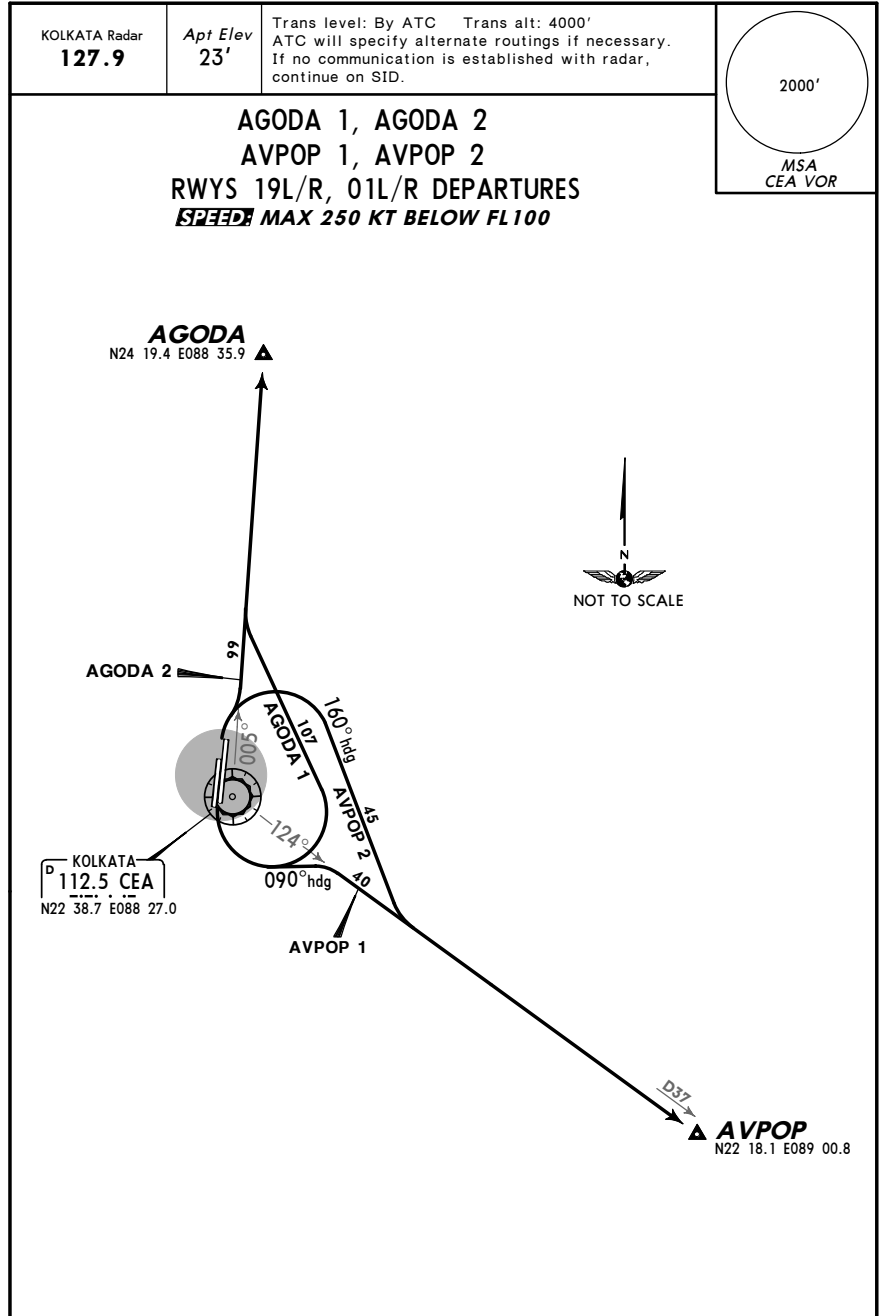 KOLKATA Radar
127.9
Apt Elev
23'
Trans level: By ATC Trans alt: 4000'
ATC will specify alternate routings if necessary.
If no communication is established with radar,
continue on SID.
2000'
MSA
CEA VOR
AGODA 1, AGODA 2
AVPOP 1, AVPOP 2
RWYS 19L/R, 01L/R DEPARTURES
SPEED: MAX 250 KT BELOW FL100
AGODA
N24 19.4 E088 35.9
N
NOT TO SCALE
99
AGODA 2
005°
107
AGODA 1
160°hdg
45
AVPOP 2
124°
D
KOLKATA
112.5 CEA
N22 38.7 E088 27.0
090°hdg
40
AVPOP 1
D37
AVPOP
N22 18.1 E089 00.8